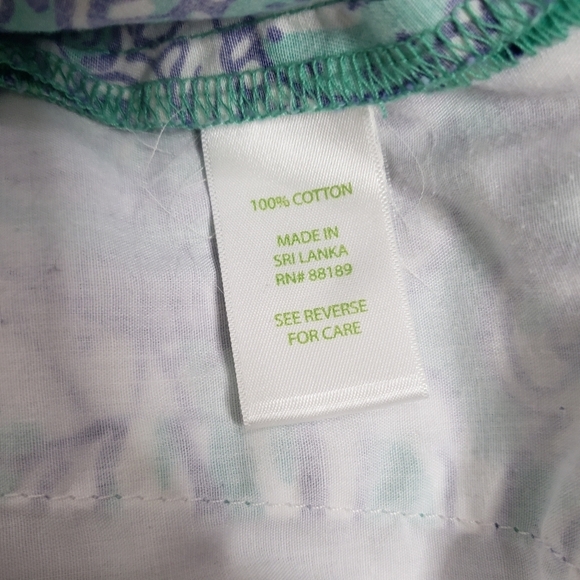 100% COTTON
MADE IN
SRI LANKA
RN# 88189
SEE REVERSE
FOR CARE